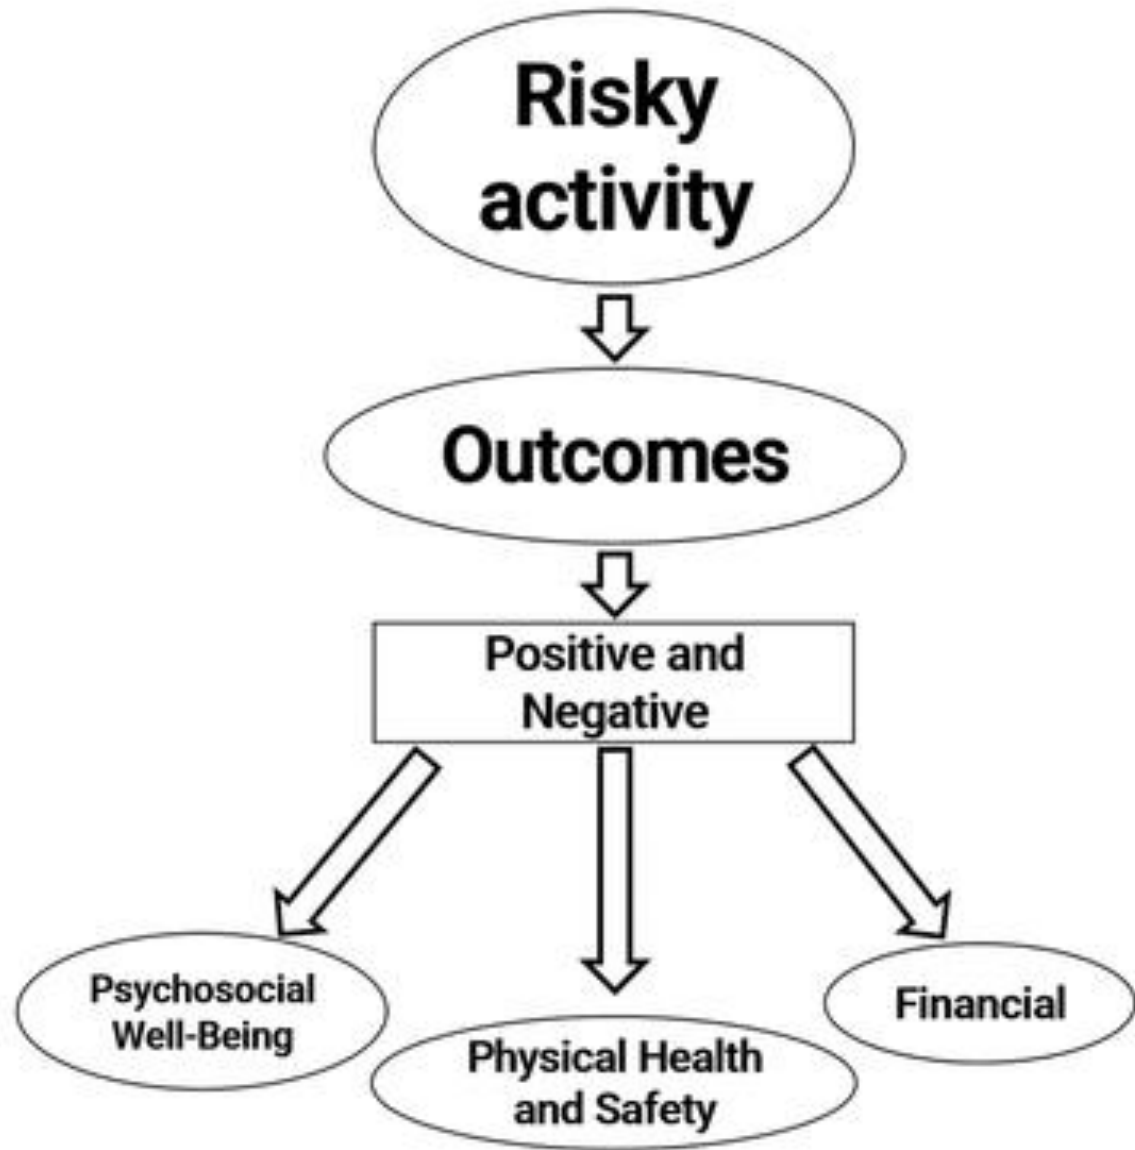 Risky
activity
Outcomes
Positive and
Negative
Psychosocial
Well-Being
Physical Health
and Safety
Financial